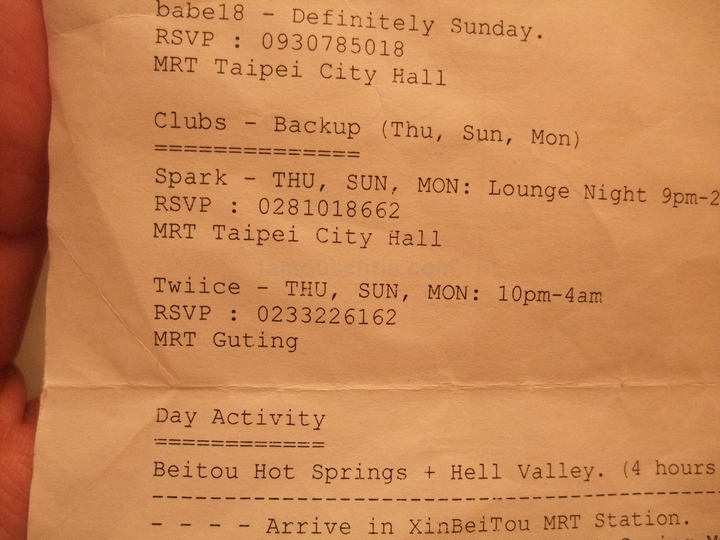 babe18 - Definitely Sunday.
RSVP : 0930785018
MRT Taipei City Hall
Clubs - Backup (Thu, Sun, Mon)
==============
Spark - THU, SUN, MON: Lounge Night 9pm-2
RSVP : 0281018662
MRT Taipei City Hall
Twiice - THU, SUN, MON: 10pm-4am
RSVP : 0233226162
MRT Guting
Day Activity
============
Beitou Hot Springs + Hell Valley. (4 hours
- - - - Arrive in XinBeiTou MRT Station.